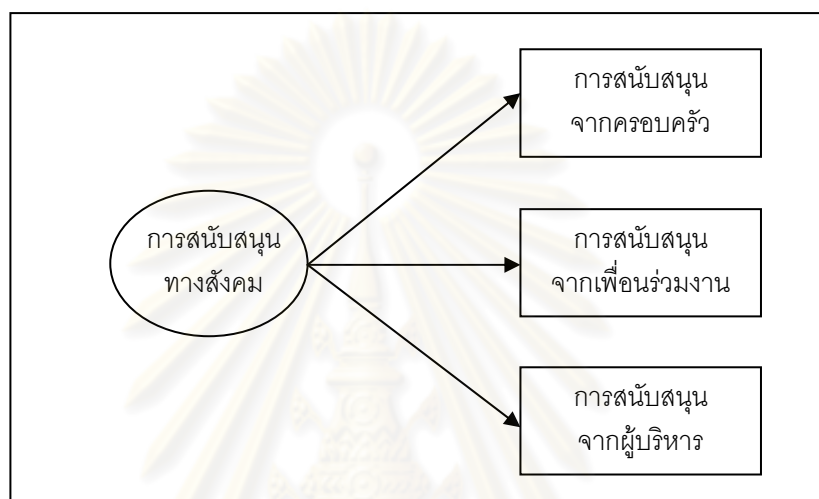 การสนับสนุน
จากครอบครัว
การสนับสนุน
ทางสังคม
การสนับสนุน
จากเพื่อนร่วมงาน
การสนับสนุน
จากผู้บริหาร